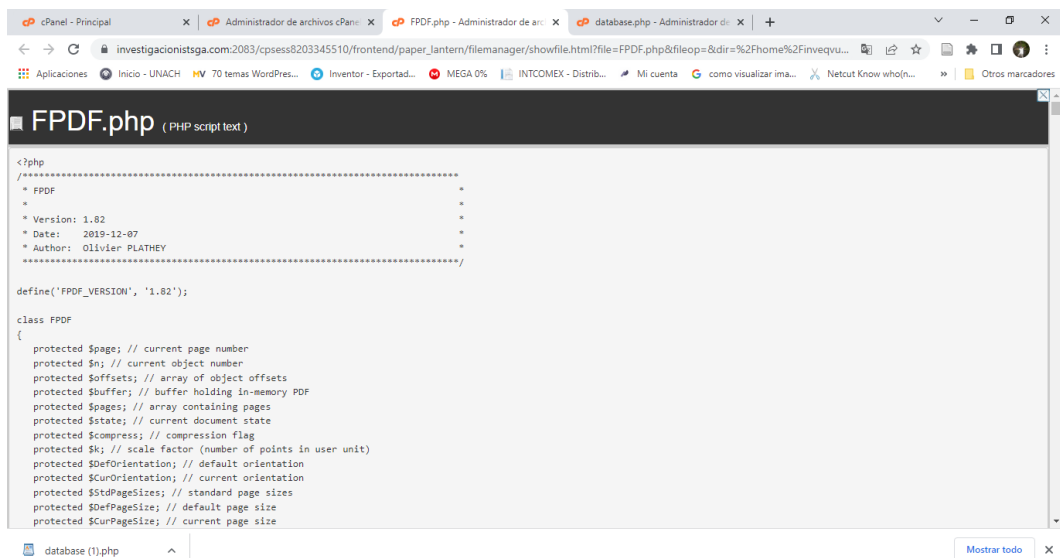 cPanel - Principal
Administrador de archivos cPane
FPDF.php - Administrador de arc
database.php - Administrador de
investigacionistsga.com:2083/cpsess8203345510/frontend/paper_lantern/filemanager/showfile.html?file=FPDF.php&fileop=&dir=%2Fhome%2Finveqvu...
Aplicaciones
Inicio - UNACH
MV 70 temas WordPres...
Inventor - Exportad...
MEGA 0%
INTCOMEX - Distrib...
Mi cuenta
como visualizar ima...
Netcut Know who(n...
»
Otros marcadores
FPDF.php ( PHP script text )
<?php
/*******************************************************************************
* FPDF *
* *
* Version: 1.82 *
* Date: 2019-12-07 *
* Author: Olivier PLATHEY *
*******************************************************************************/
define('FPDF_VERSION', '1.82');
class FPDF
{
protected $page; // current page number
protected $n; // current object number
protected $offsets; // array of object offsets
protected $buffer; // buffer holding in-memory PDF
protected $pages; // array containing pages
protected $state; // current document state
protected $compress; // compression flag
protected $k; // scale factor (number of points in user unit)
protected $DefOrientation; // default orientation
protected $CurOrientation; // current orientation
protected $StdPageSizes; // standard page sizes
protected $DefPageSize; // default page size
protected $CurPageSize; // current page size
database (1).php
Mostrar todo